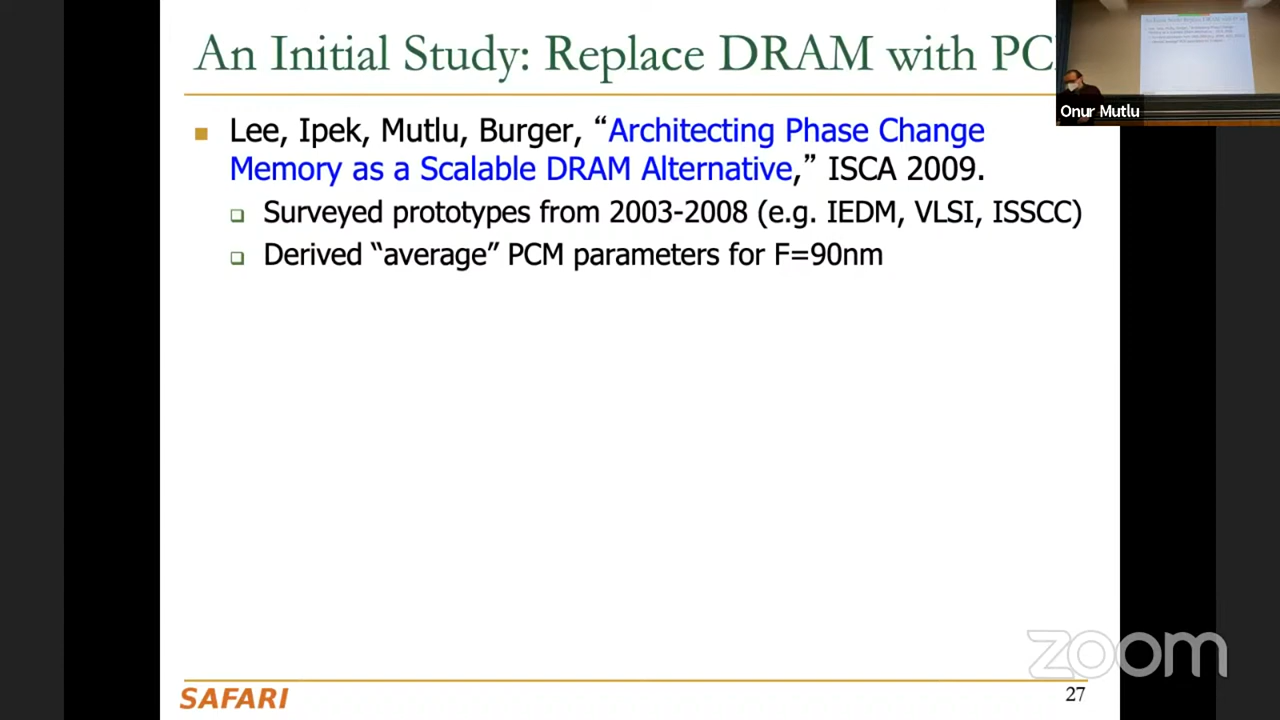 An Initial Study: Replace DRAM with PC
Onur Mutlu
■ Lee, Ipek, Mutlu, Burger, “Architecting Phase Change
Memory as a Scalable DRAM Alternative,” ISCA 2009.
❑ Surveyed prototypes from 2003-2008 (e.g. IEDM, VLSI, ISSCC)
❑ Derived “average” PCM parameters for F=90nm
zoom
SAFARI
27